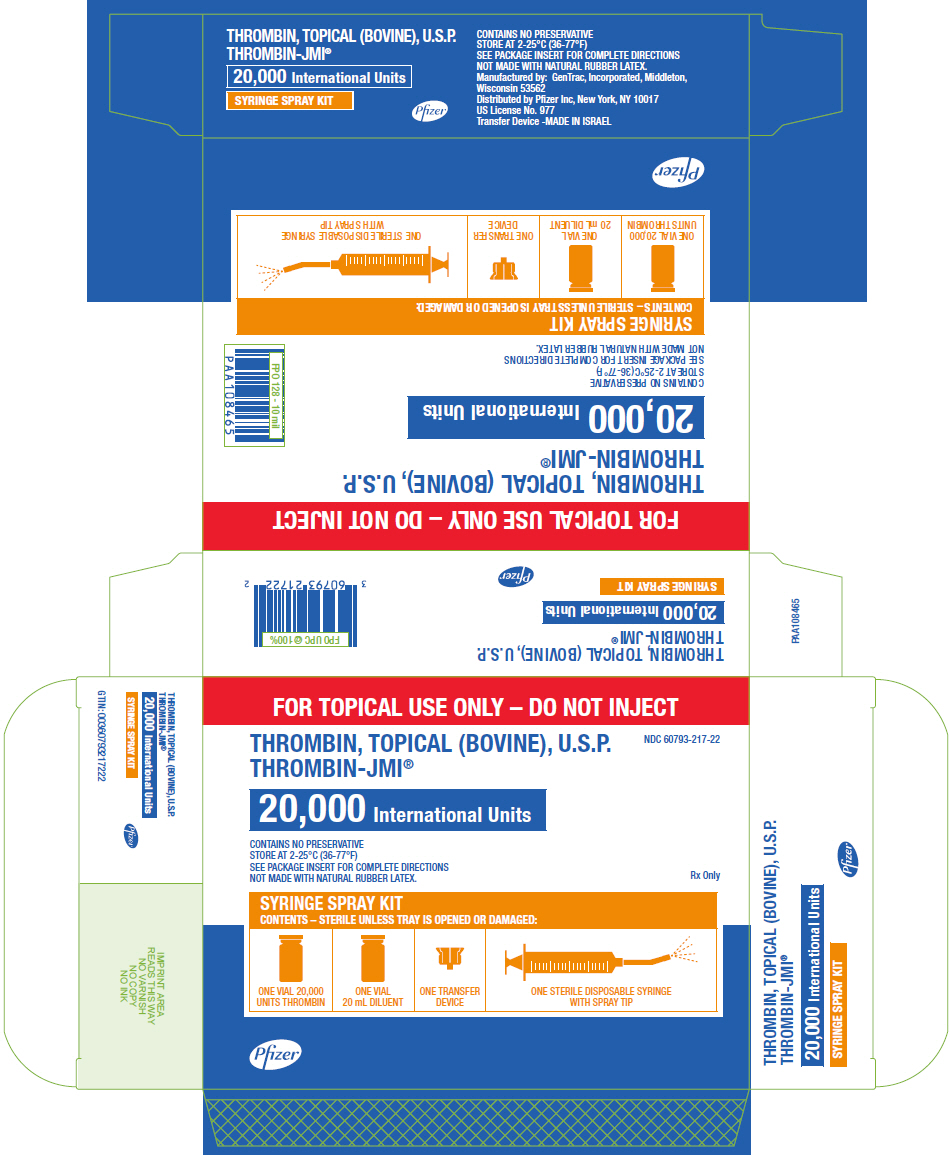 THROMBIN, TOPICAL (BOVINE), U.S.P.
THROMBIN-JMI®
20,000 International Units
SYRINGE SPRAY KIT
Pfizer
CONTAINS NO PRESERVATIVE
STORE AT 2-25°C (36-77°F)
SEE PACKAGE INSERT FOR COMPLETE DIRECTIONS
NOT MADE WITH NATURAL RUBBER LATEX.
Manufactured by: GenTrac, Incorporated, Middleton,
Wisconsin 53562
Distributed by Pfizer Inc, New York, NY 10017
US License No. 977
Transfer Device -MADE IN ISRAEL
FOR TOPICAL USE ONLY – DO NOT INJECT
THROMBIN, TOPICAL (BOVINE), U.S.P.
THROMBIN-JMI®
20,000 International Units
CONTAINS NO PRESERVATIVE
STORE AT 2-25°C (36-77°F)
SEE PACKAGE INSERT FOR COMPLETE DIRECTIONS
NOT MADE WITH NATURAL RUBBER LATEX.
SYRINGE SPRAY KIT
CONTENTS – STERILE UNLESS TRAY IS OPENED OR DAMAGED:
ONE VIAL 20,000
UNITS THROMBIN
ONE VIAL
20 mL DILUENT
ONE TRANSFER
DEVICE
ONE STERILE DISPOSABLE SYRINGE
WITH SPRAY TIP
Pfizer
FPO 128 - 10 mil
PAA108465
THROMBIN, TOPICAL (BOVINE), U.S.P.
THROMBIN-JMI®
20,000 International Units
SYRINGE SPRAY KIT
Pfizer
FPO UPC @ 100%
3 60793 21722 2
PAA108465
FOR TOPICAL USE ONLY – DO NOT INJECT
THROMBIN, TOPICAL (BOVINE), U.S.P.
THROMBIN-JMI®
NDC 60793-217-22
20,000 International Units
CONTAINS NO PRESERVATIVE
STORE AT 2-25°C (36-77°F)
SEE PACKAGE INSERT FOR COMPLETE DIRECTIONS
NOT MADE WITH NATURAL RUBBER LATEX.
Rx Only
SYRINGE SPRAY KIT
CONTENTS – STERILE UNLESS TRAY IS OPENED OR DAMAGED:
ONE VIAL 20,000
UNITS THROMBIN
ONE VIAL
20 mL DILUENT
ONE TRANSFER
DEVICE
ONE STERILE DISPOSABLE SYRINGE
WITH SPRAY TIP
Pfizer
THROMBIN, TOPICAL (BOVINE), U.S.P.
THROMBIN-JMI®
20,000 International Units
SYRINGE SPRAY KIT
GTIN: 00360793217222
Pfizer
IMPRINT AREA
READS THIS WAY
NO VARNISH
NO COPY
NO INK
THROMBIN, TOPICAL (BOVINE), U.S.P.
THROMBIN-JMI®
20,000 International Units
SYRINGE SPRAY KIT
Pfizer